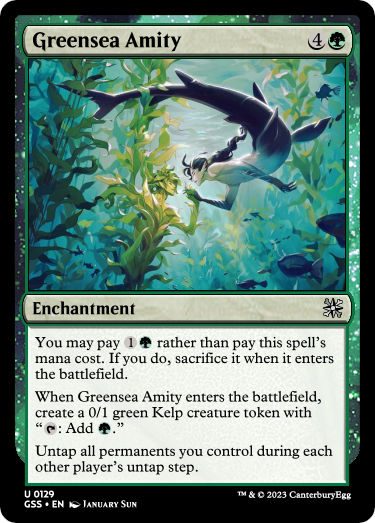 Greensea Amity 4
Enchantment
You may pay 1 rather than pay this spell's
mana cost. If you do, sacrifice it when it enters
the battlefield.
When Greensea Amity enters the battlefield,
create a 0/1 green Kelp creature token with
“: Add .”
Untap all permanents you control during each
other player's untap step.
U 0129
GSS • EN January Sun
™ & © 2023 CanterburyEgg